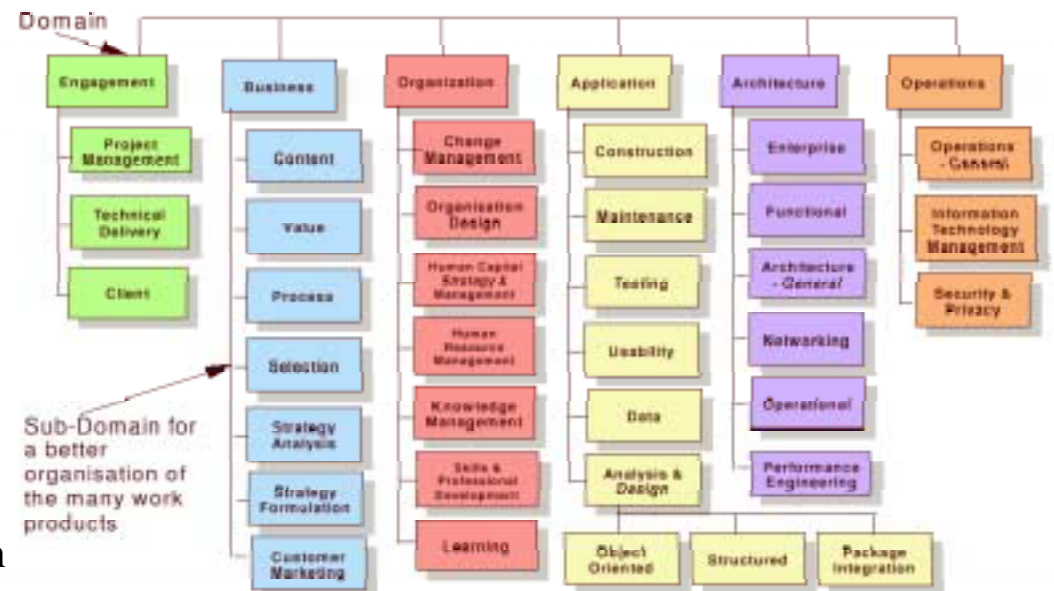 Domain
Engagement
Business
Organization
Application
Architecture
Operations
Project
Management
Technical
Delivery
Client
Content
Value
Process
Selection
Strategy
Analysis
Strategy
Formulation
Customer
Marketing
Change
Management
Organisation
Design
Human Capital
Strategy &
Management
Human
Resource
Management
Knowledge
Management
Skills &
Professional
Development
Learning
Construction
Maintenance
Testing
Usability
Data
Analysis &
Design
Object
Oriented
Structured
Package
Integration
Enterprise
Functional
Architecture
- General
Networking
Operational
Performance
Engineering
Operations
- General
Information
Technology
Management
Security &
Privacy
Sub-Domain for
a better
organisation of
the many work
products